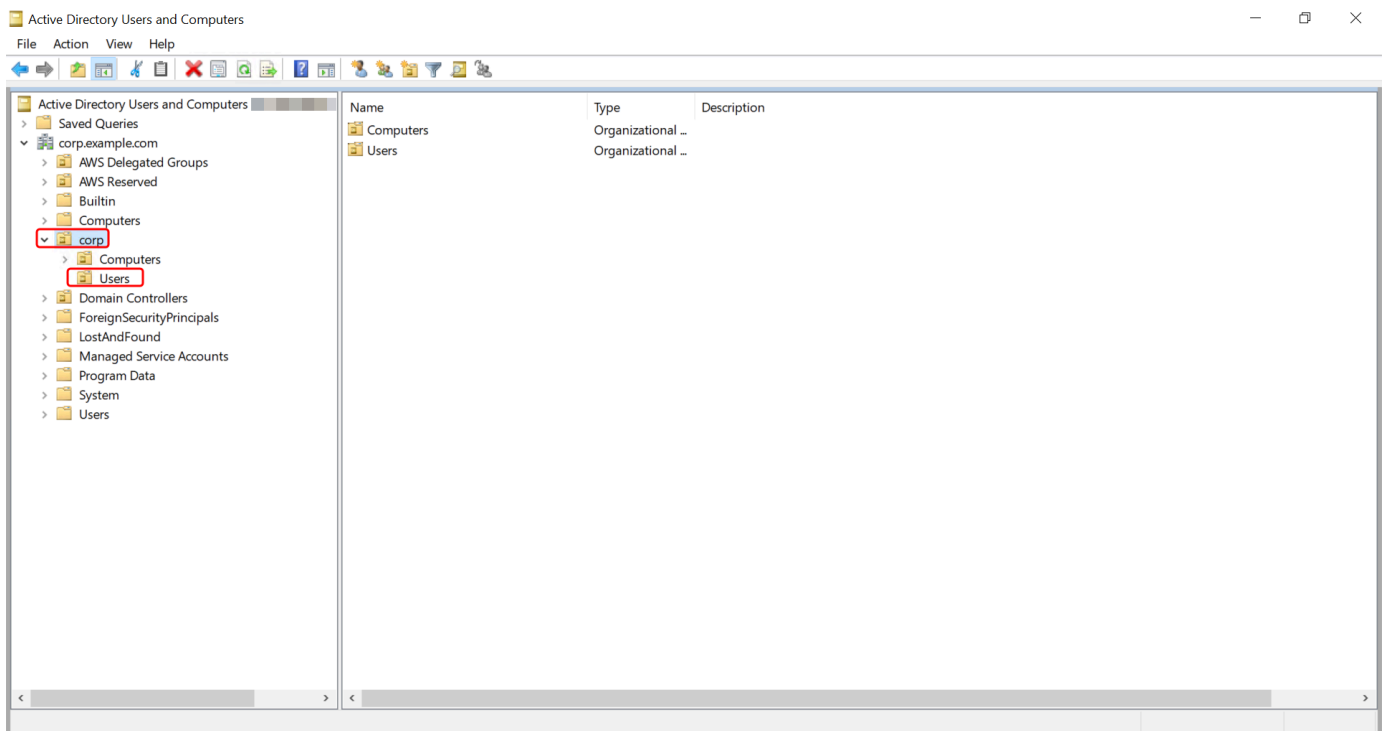 Active Directory Users and Computers
File Action View Help
Active Directory Users and Computers
Saved Queries
corp.example.com
AWS Delegated Groups
AWS Reserved
Builtin
Computers
corp
Computers
Users
Domain Controllers
ForeignSecurityPrincipals
LostAndFound
Managed Service Accounts
Program Data
System
Users
Name Type Description
Computers Organizational ...
Users Organizational ...